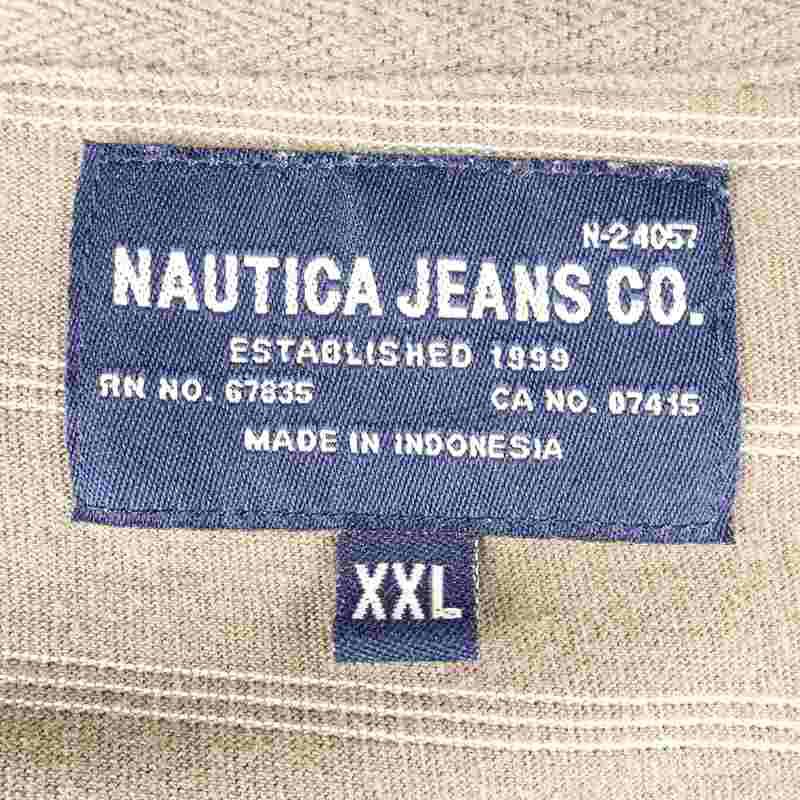 N-24057
NAUTICA JEANS CO.
ESTABLISHED 1999
RN NO. 67835 CA NO. 07415
MADE IN INDONESIA
XXL